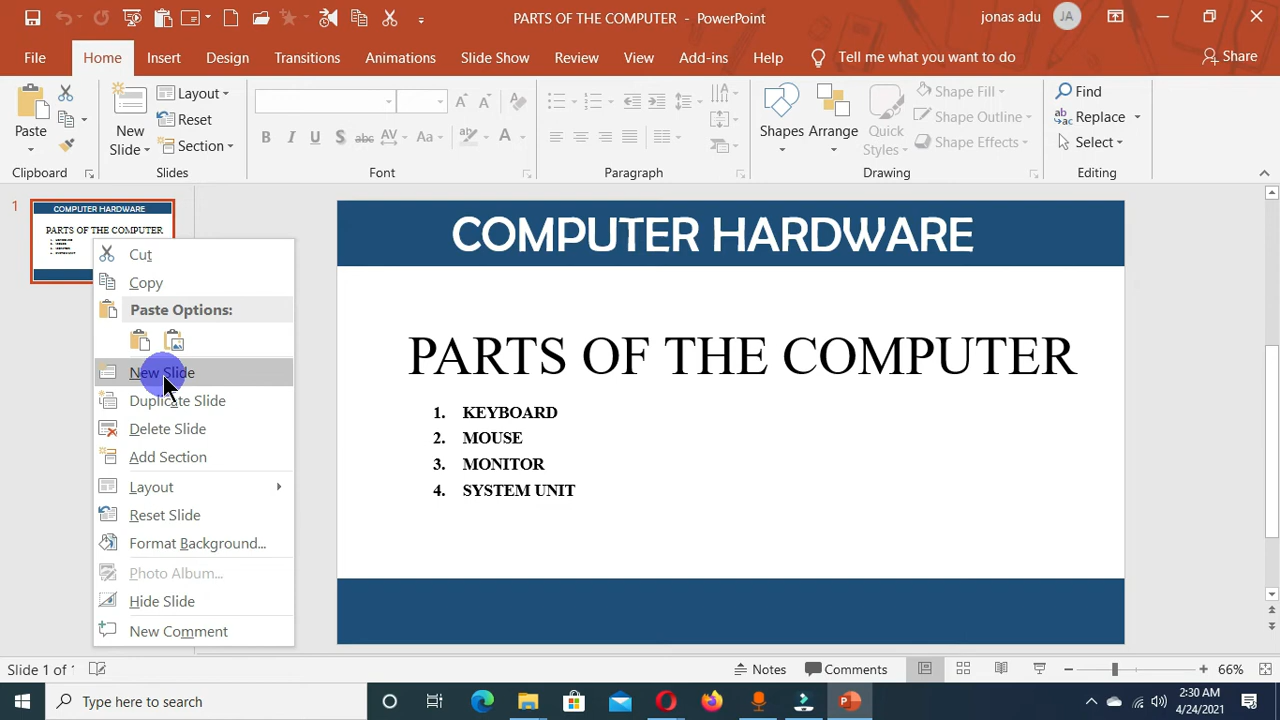 PARTS OF THE COMPUTER - PowerPoint
jonas adu
JA
File
Home
Insert
Design
Transitions
Animations
Slide Show
Review
View
Add-ins
Help
Tell me what you want to do
Share
Paste
New
Slide
Layout
Reset
Section
Shapes
Arrange
Quick
Styles
Shape Fill
Shape Outline
Shape Effects
Find
Replace
Select
Clipboard
Slides
Font
Paragraph
Drawing
Editing
1
COMPUTER HARDWARE
PARTS OF THE COMPUTER
Cut
Copy
Paste Options:
New Slide
Duplicate Slide
Delete Slide
Add Section
Layout
Reset Slide
Format Background...
Photo Album...
Hide Slide
New Comment
COMPUTER HARDWARE
PARTS OF THE COMPUTER
1. KEYBOARD
2. MOUSE
3. MONITOR
4. SYSTEM UNIT
Slide 1 of
Notes
Comments
66%
Type here to search
2:30 AM
4/24/2021